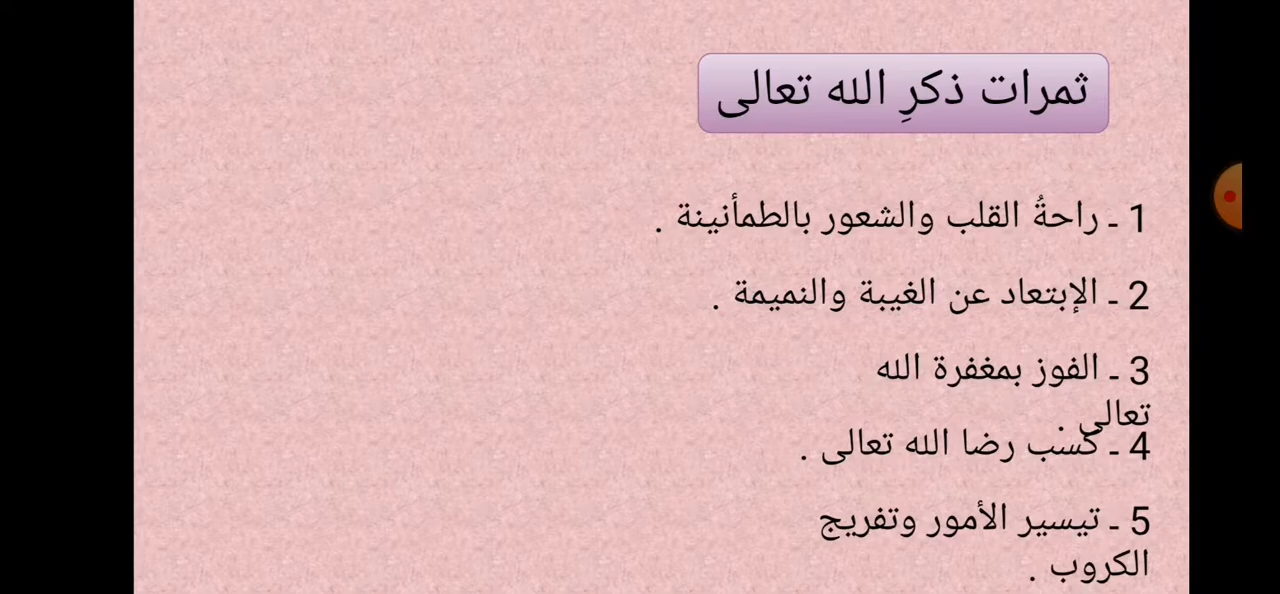 ثمرات ذكرِ الله تعالى
1 ـ راحةُ القلب والشعور بالطمأنينة .
2 ـ الإبتعاد عن الغيبة والنميمة .
3 ـ الفوز بمغفرة الله
تعالى .
4 ـ كسب رضا الله تعالى .
5 ـ تيسير الأمور وتفريج
الكروب .